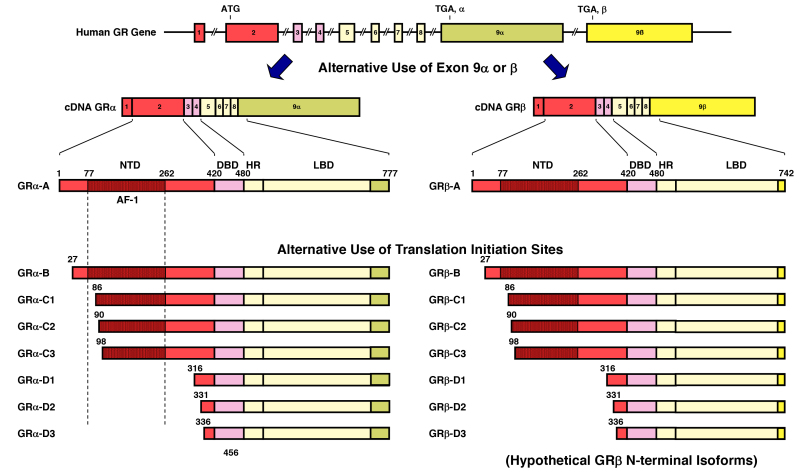 ATG TGA, α TGA, β
Human GR Gene 1 2 3 4 5 6 7 8 9α 9β
Alternative Use of Exon 9α or β
cDNA GRα 1 2 3 4 5 6 7 8 9α
cDNA GRβ 1 2 3 4 5 6 7 8 9β
NTD DBD HR LBD
1 77 262 420 480 777
GRα-A
AF-1
NTD DBD HR LBD
1 77 262 420 480 742
GRβ-A
Alternative Use of Translation Initiation Sites
27
GRα-B
86
GRα-C1
90
GRα-C2
98
GRα-C3
316
GRα-D1
331
GRα-D2
336
GRα-D3
456
27
GRβ-B
86
GRβ-C1
90
GRβ-C2
98
GRβ-C3
316
GRβ-D1
331
GRβ-D2
336
GRβ-D3
(Hypothetical GRβ N-terminal Isoforms)